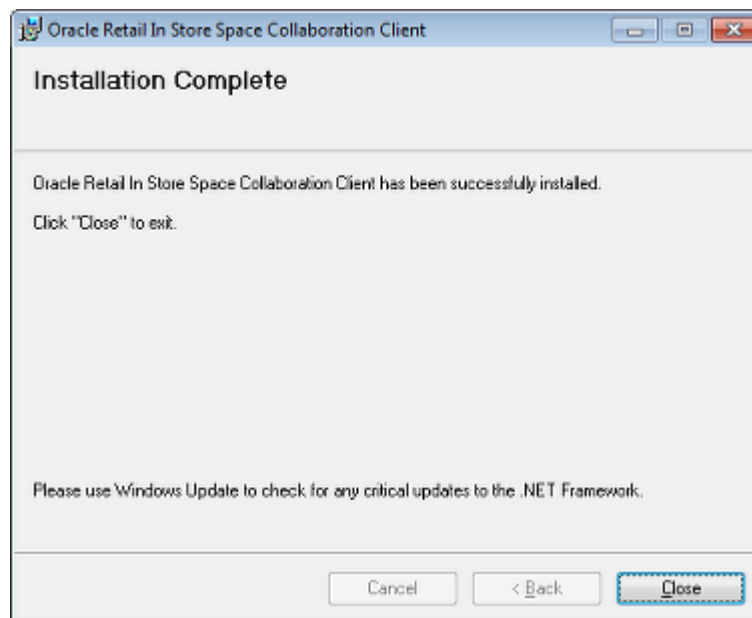 Oracle Retail In Store Space Collaboration Client
Installation Complete
Oracle Retail In Store Space Collaboration Client has been successfully installed.
Click "Close" to exit.
Please use Windows Update to check for any critical updates to the .NET Framework.
Cancel
< Back
Close